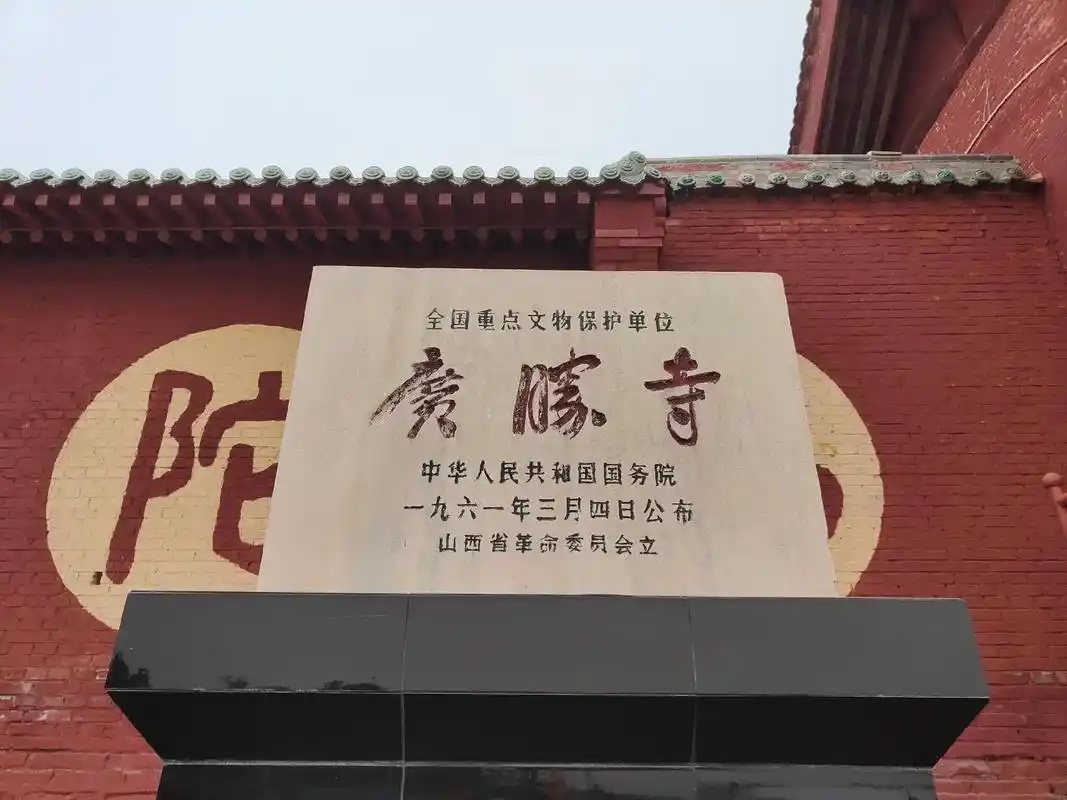 全国重点文物保护单位
廣勝寺
中华人民共和国国务院
一九六一年三月四日公布
山西省革命委员会立
陀